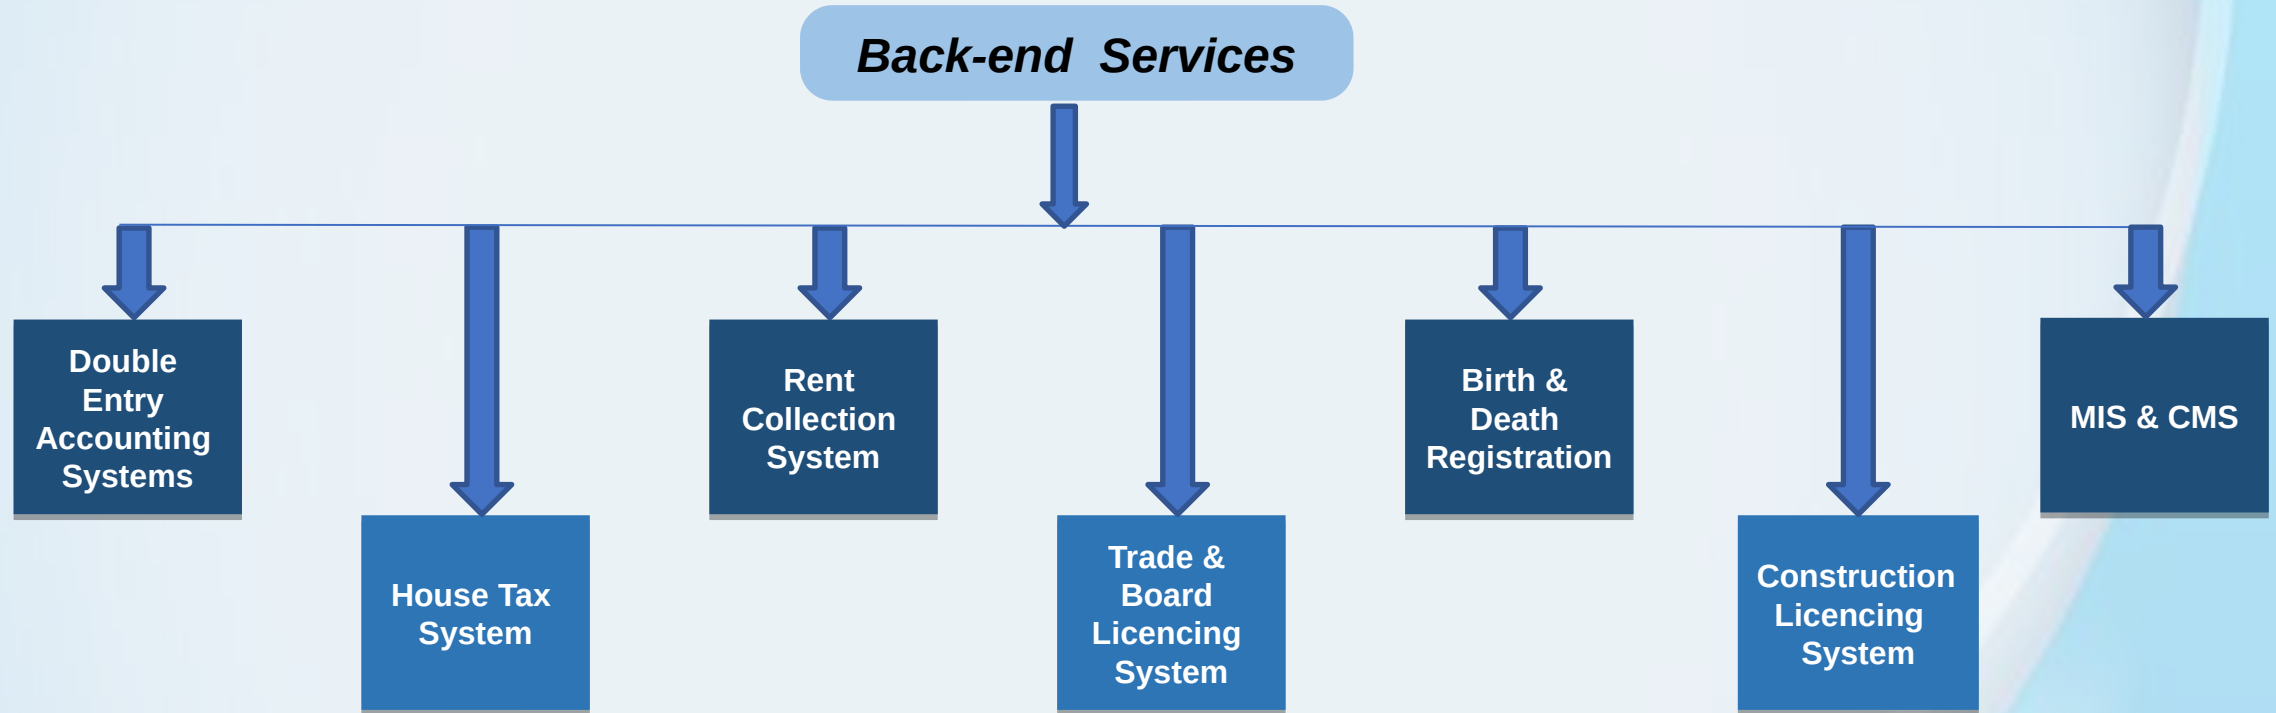 Back-end Services
Double
Entry
Accounting
Systems
House Tax
System
Rent
Collection
System
Trade &
Board
Licencing
System
Birth &
Death
Registration
Construction
Licencing
System
MIS & CMS